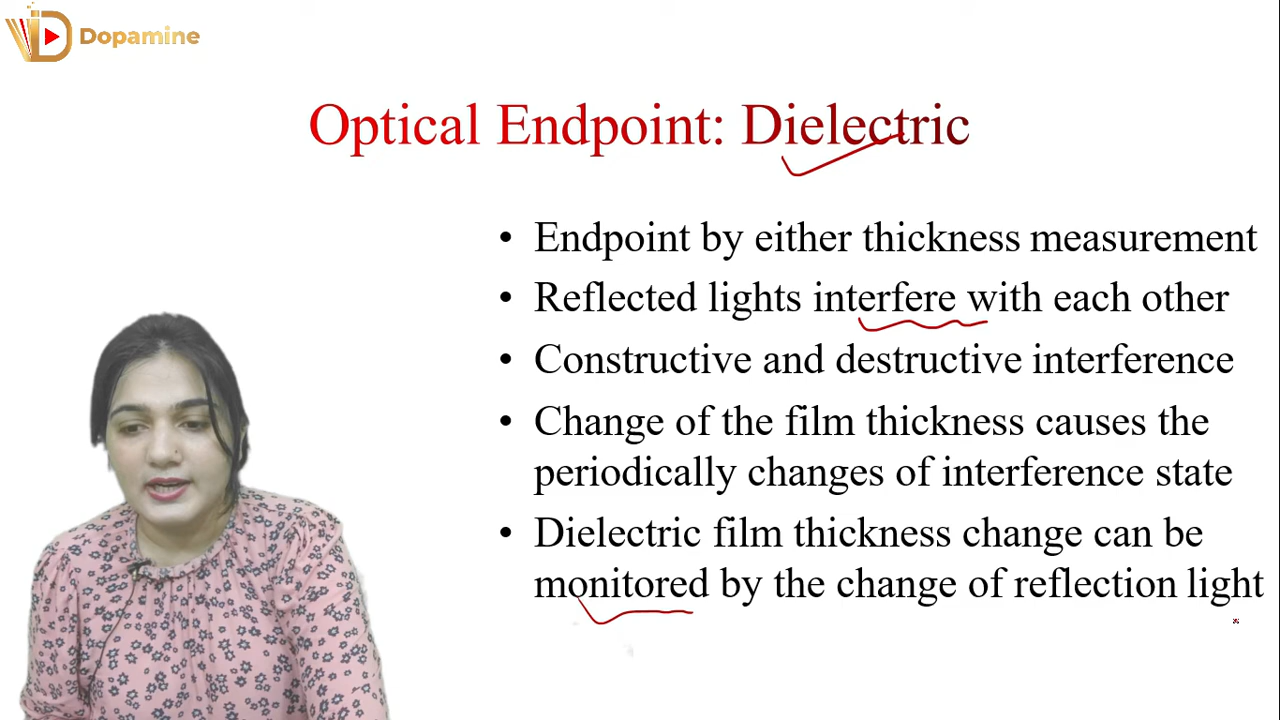 Dopamine
Optical Endpoint: Dielectric
• Endpoint by either thickness measurement
• Reflected lights interfere with each other
• Constructive and destructive interference
• Change of the film thickness causes the
periodically changes of interference state
• Dielectric film thickness change can be
monitored by the change of reflection light